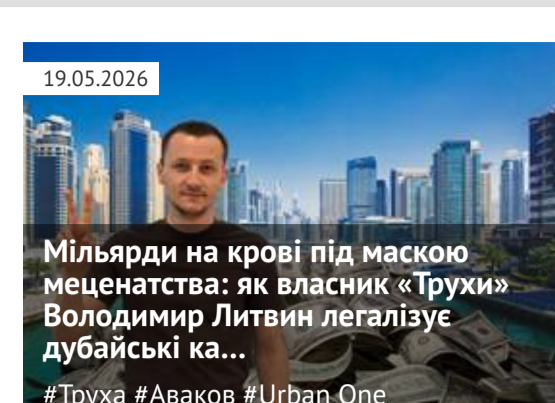 19.05.2026
Мільярди на крові під маскою
меценатства: як власник «Трухи»
Володимир Литвин легалізує
дубайські ка...
#Труха #Аваков #Urban One